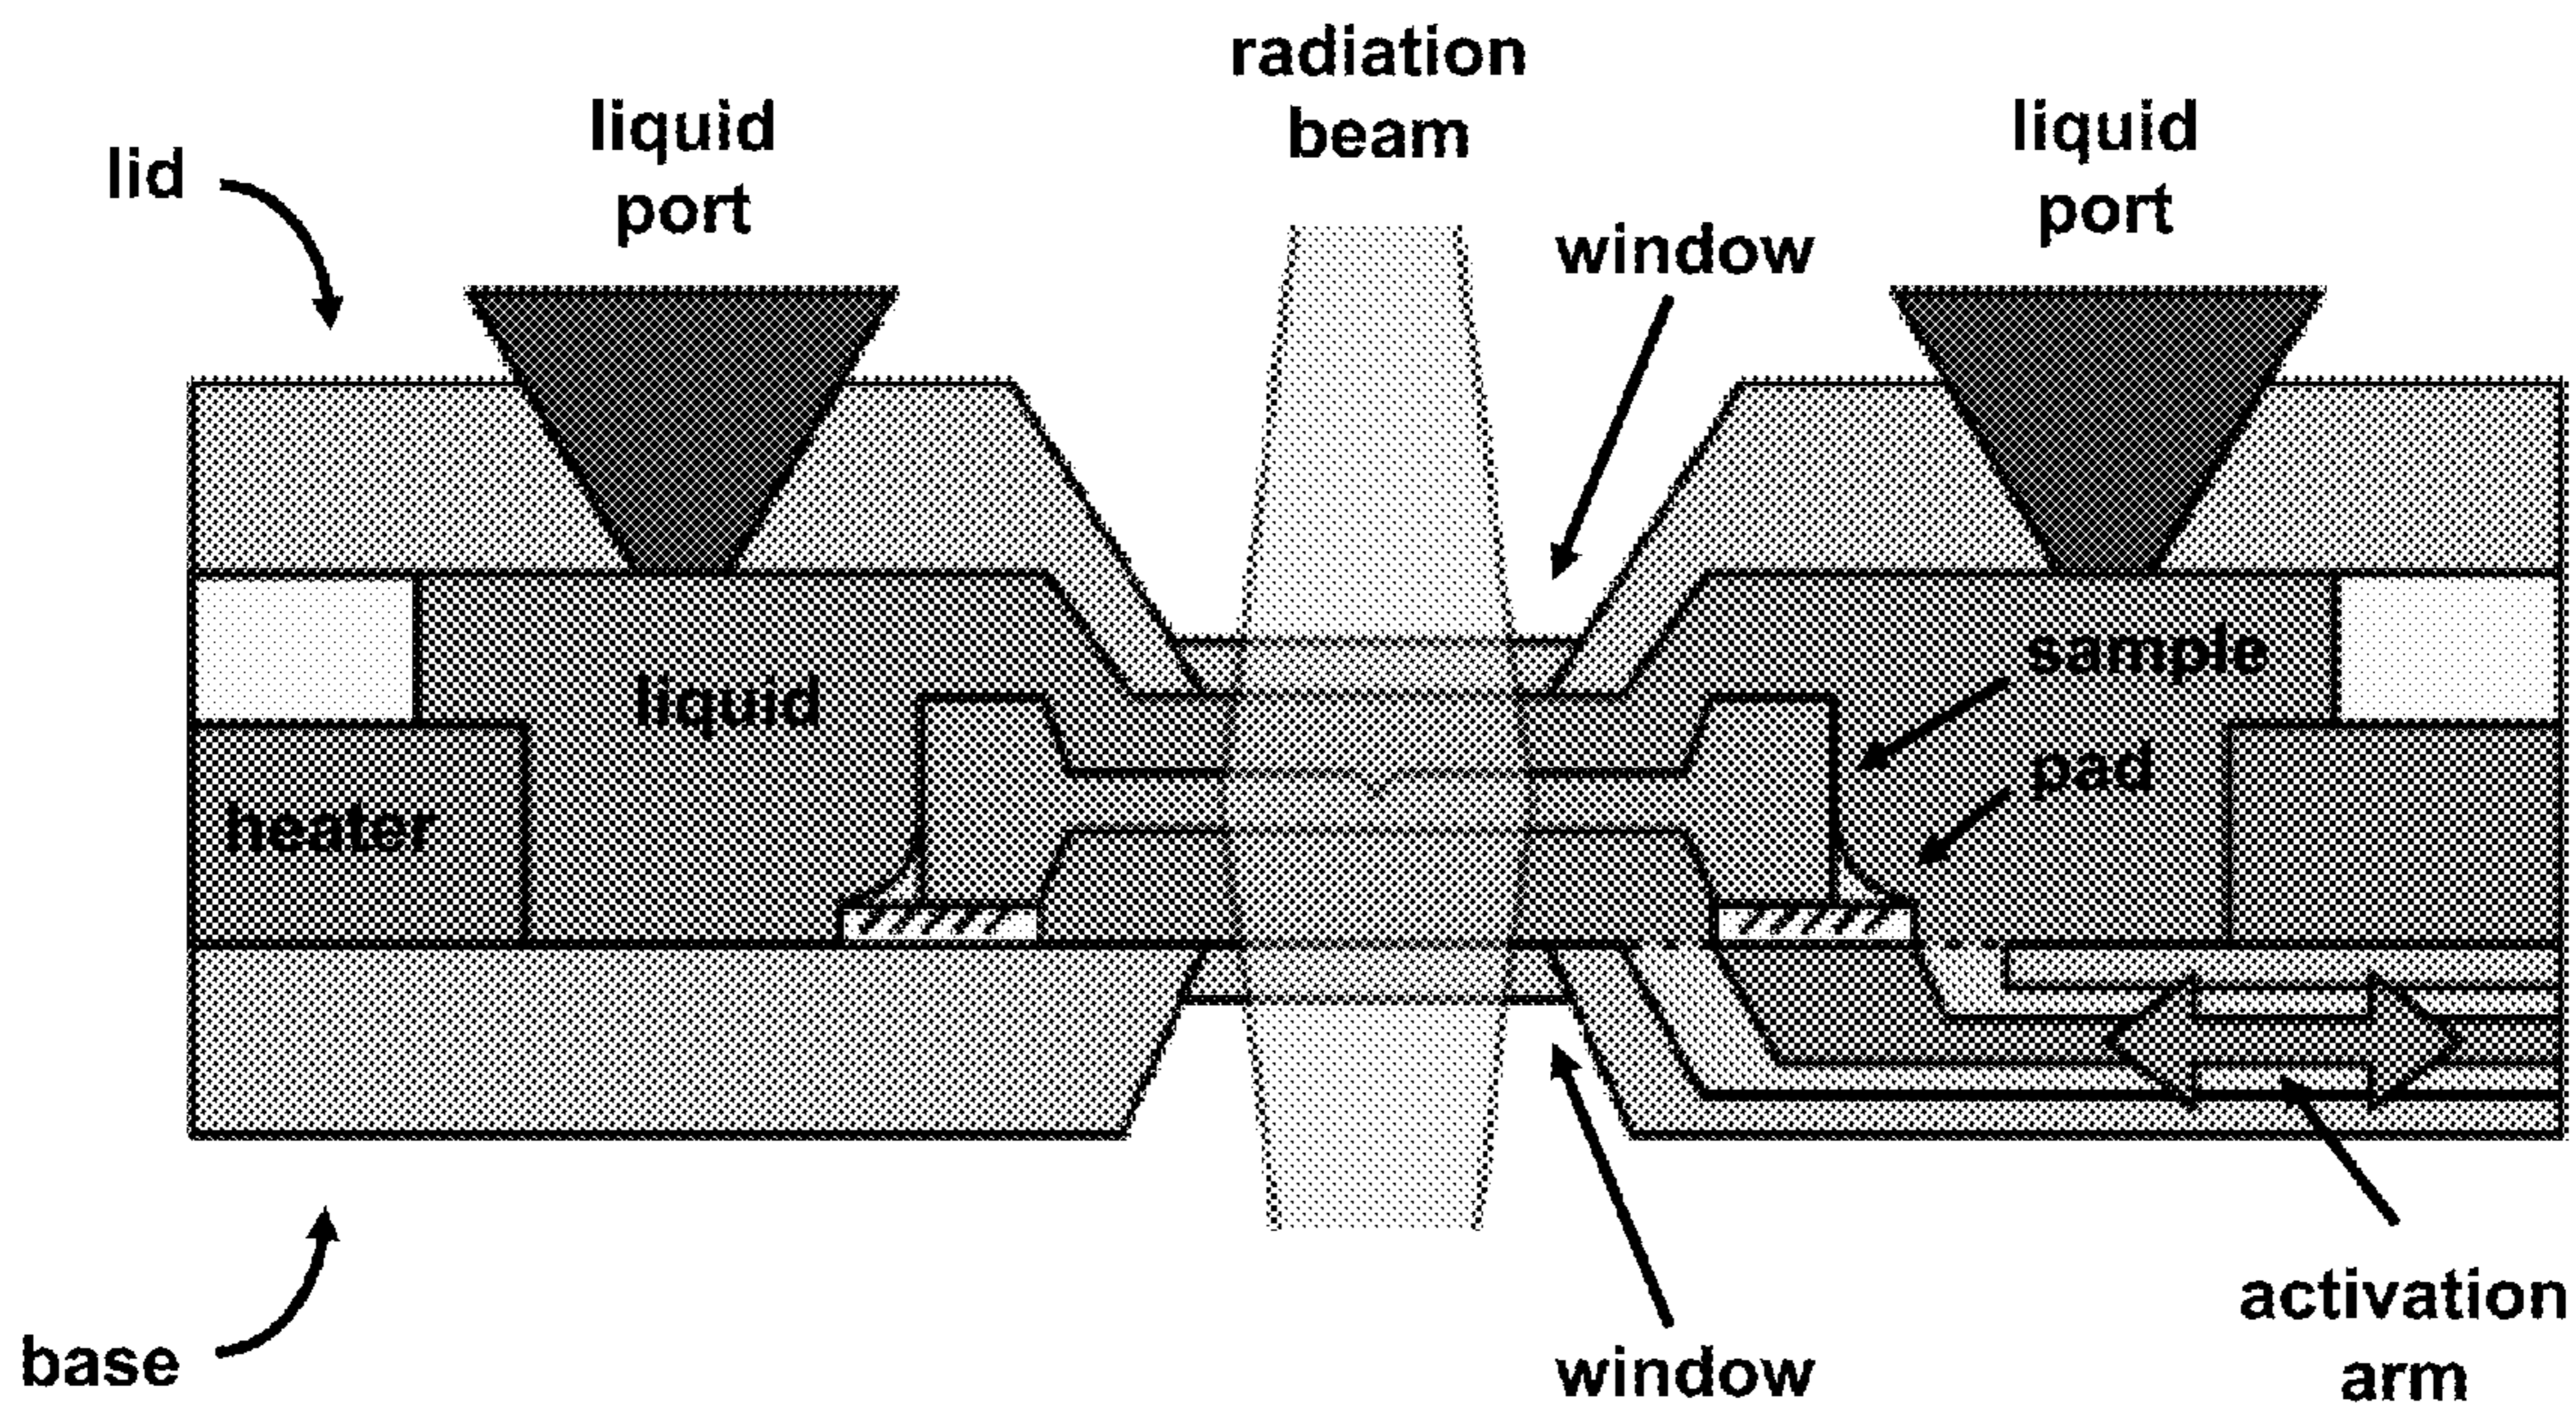 radiation
beam
liquid
port
liquid
port
lid
window
sample
liquid
pad
heater
activation
arm
base
window